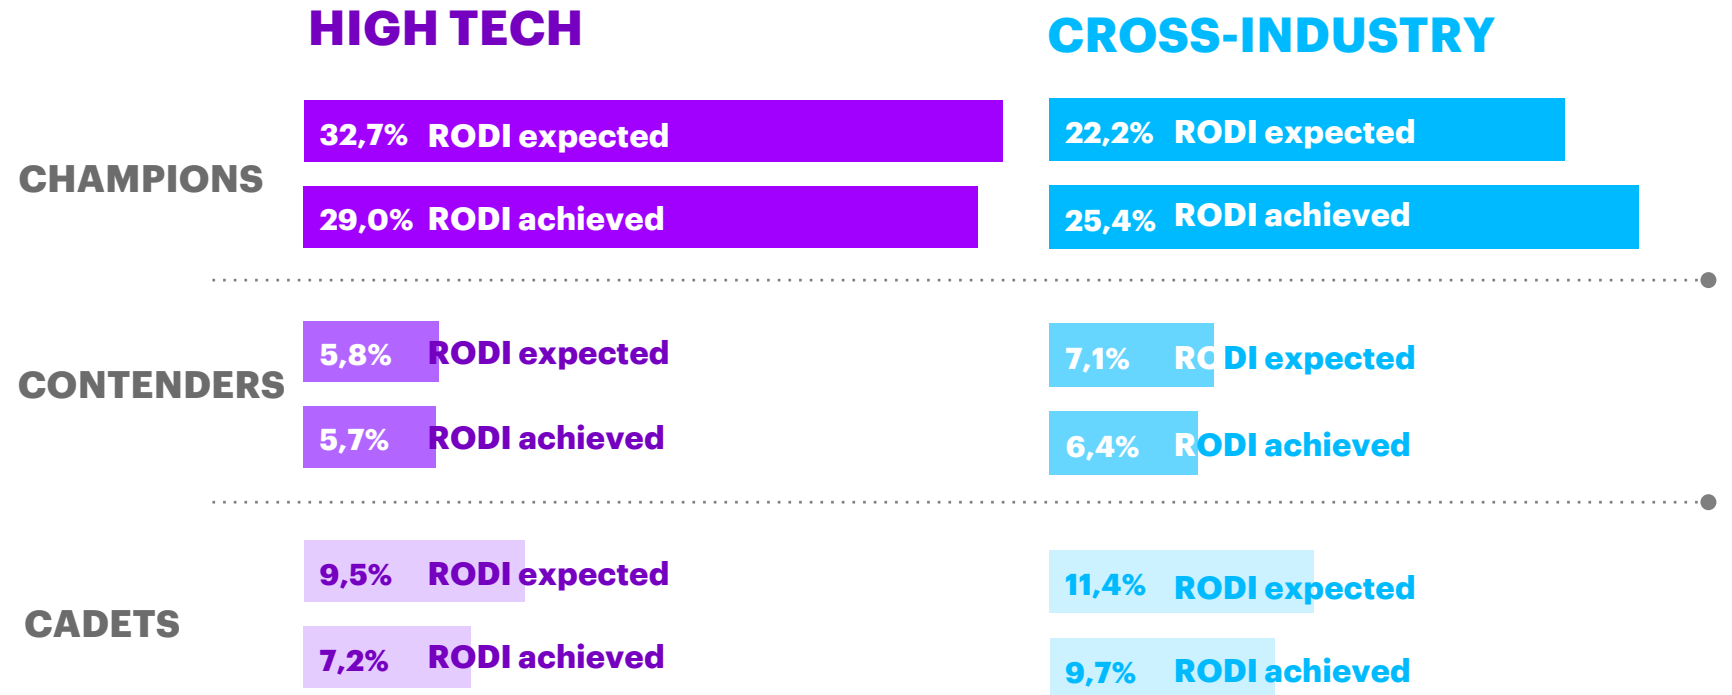 HIGH TECH
CROSS-INDUSTRY
CHAMPIONS
32,7% RODI expected
29,0% RODI achieved
22,2% RODI expected
25,4% RODI achieved
CONTENDERS
5,8% RODI expected
5,7% RODI achieved
7,1% RODI expected
6,4% RODI achieved
CADETS
9,5% RODI expected
7,2% RODI achieved
11,4% RODI expected
9,7% RODI achieved